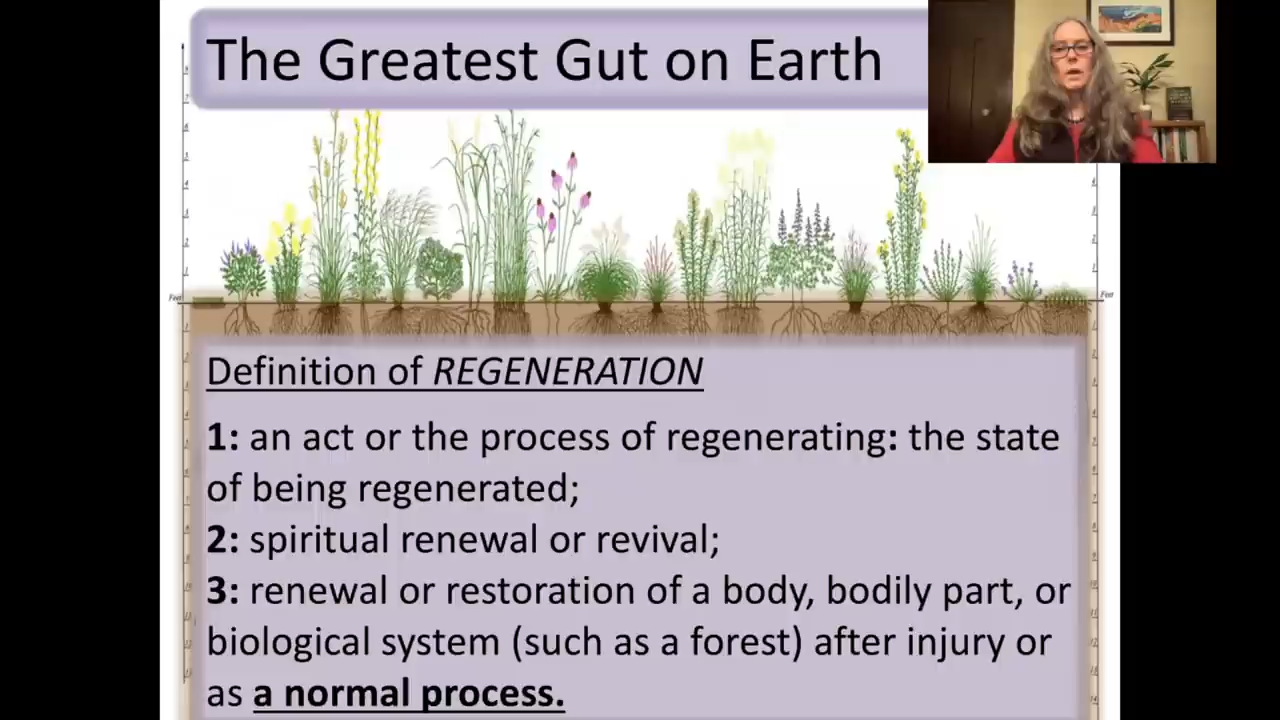 The Greatest Gut on Earth
Feet
Feet
Definition of REGENERATION
1: an act or the process of regenerating: the state
of being regenerated;
2: spiritual renewal or revival;
3: renewal or restoration of a body, bodily part, or
biological system (such as a forest) after injury or
as a normal process.